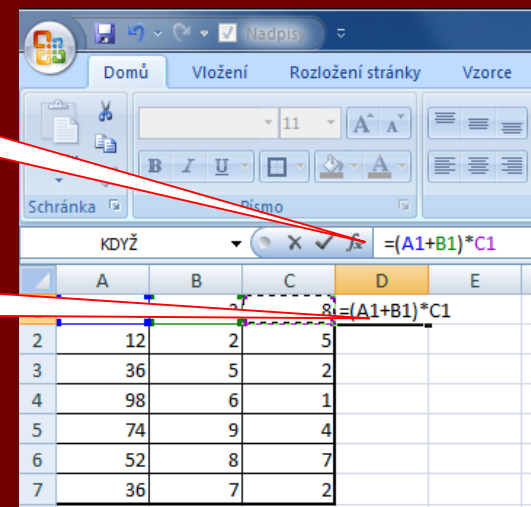 Nadpisy
Domů Vložení Rozložení stránky Vzorce
11 A A
B I U A
Schránka Písmo
KDYŽ fx =(A1+B1)*C1
A B C D E
8 =(A1+B1)*C1
2 12 2 5
3 36 5 2
4 98 6 1
5 74 9 4
6 52 8 7
7 36 7 2